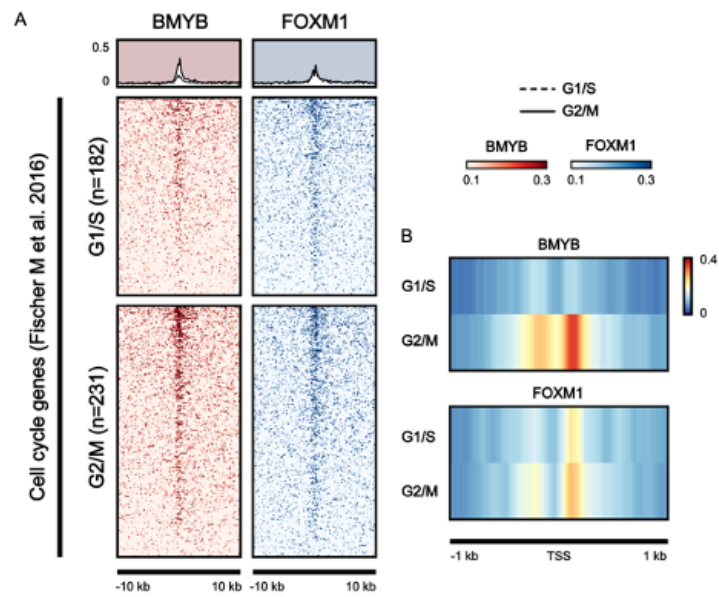 A
BMYB
FOXM1
0.5
0
G1/S
G2/M
BMYB
FOXM1
0.1
0.3
0.1
0.3
Cell cycle genes (Fischer M et al. 2016)
G1/S (n=182)
G2/M (n=231)
-10 kb
10 kb
-10 kb
10 kb
B
BMYB
G1/S
G2/M
0.4
0
FOXM1
G1/S
G2/M
-1 kb
TSS
1 kb